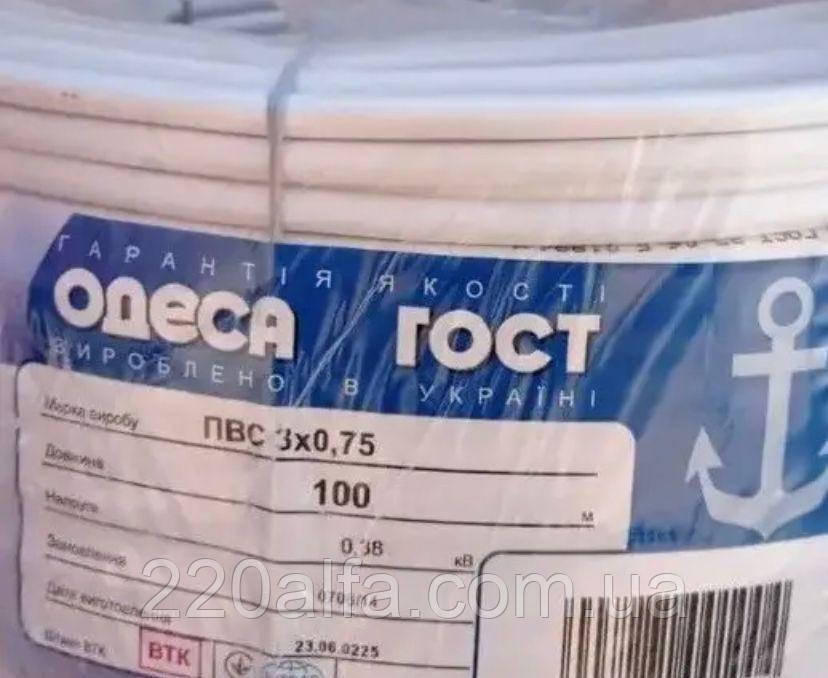 ГАРАНТІЯ ЯКОСТІ
ОДЕСА ГОСТ
ВИРОБЛЕНО В УКРАЇНІ
Марка виробу ПВС 3х0,75
Довжина 100 м
Напруга 0,38 кВ
Замовлення
Дата виготовлення 23.06.0225
Штамп ВТК ВТК
220alfa.com.ua